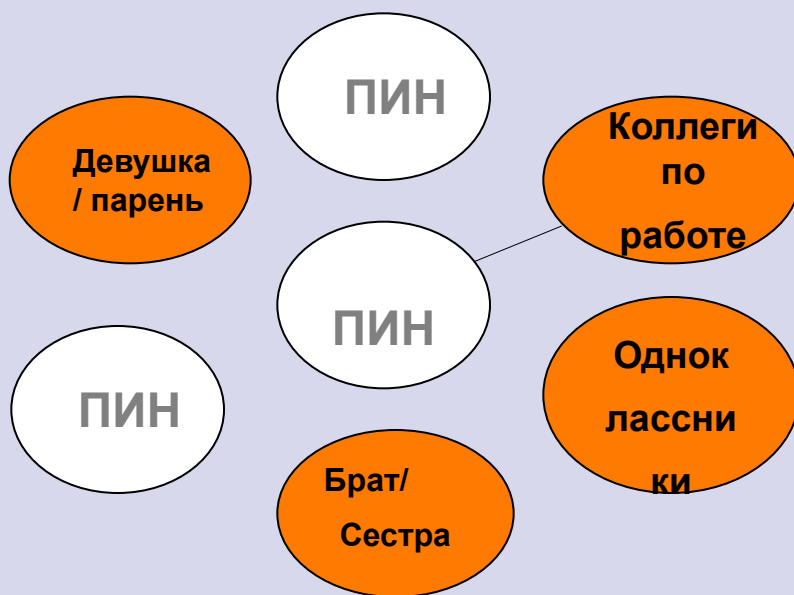 ПИН
Девушка
/ парень
Коллеги
по
работе
ПИН
ПИН
Однок
лассни
ки
Брат/
Сестра